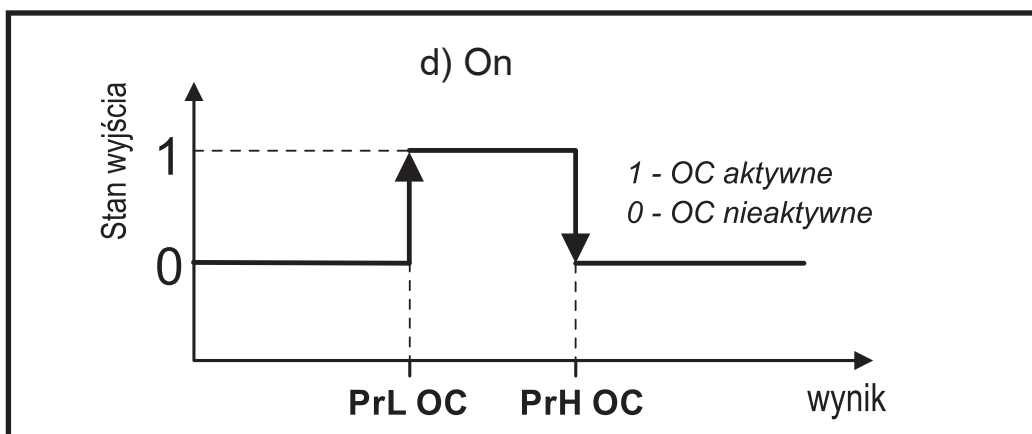 d) On
Stan wyjścia
1
0
1 - OC aktywne
0 - OC nieaktywne
PrL OC
PrH OC
wynik